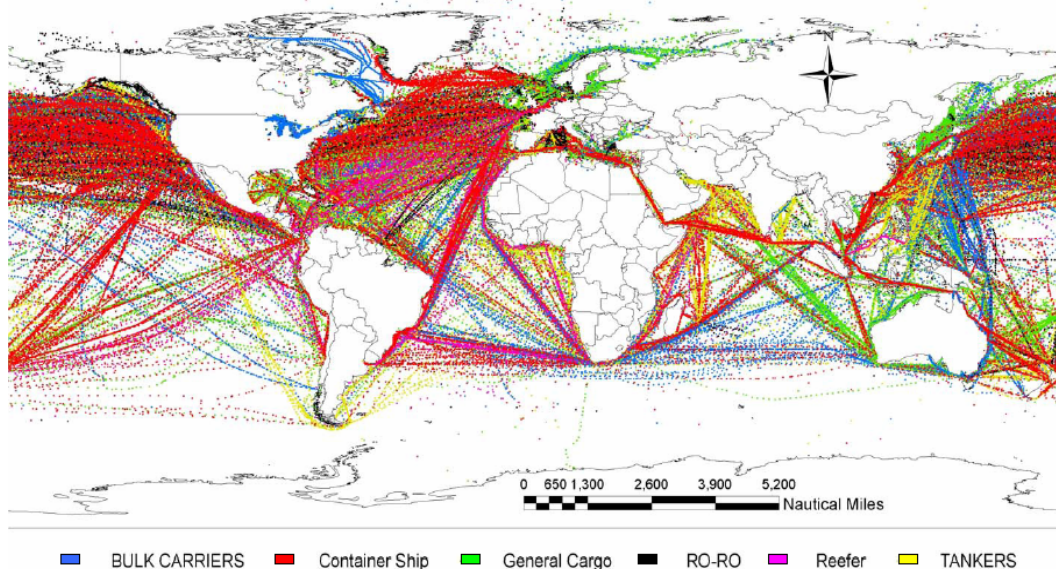 N
0 650 1,300 2,600 3,900 5,200
Nautical Miles
BULK CARRIERS Container Ship General Cargo RO-RO Reefer TANKERS